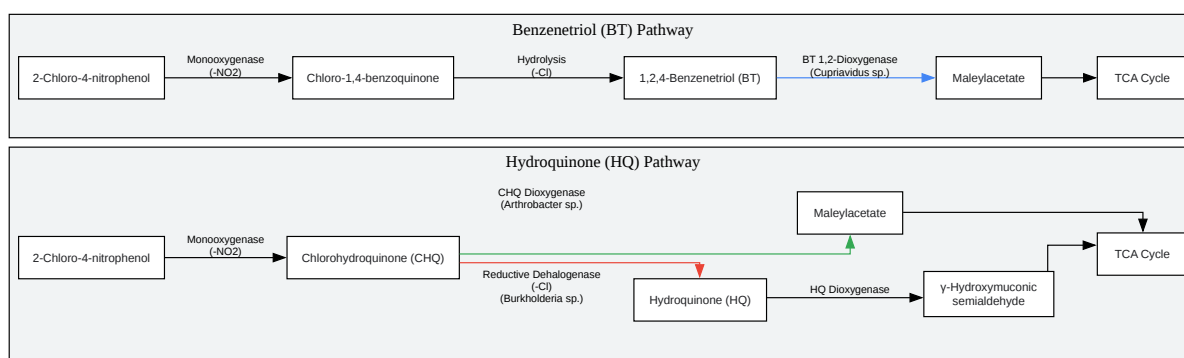 Benzenetriol (BT) Pathway
2-Chloro-4-nitrophenol
Monooxygenase
(-NO2)
Chloro-1,4-benzoquinone
Hydrolysis
(-Cl)
1,2,4-Benzenetriol (BT)
BT 1,2-Dioxygenase
(Cupriavidus sp.)
Maleylacetate
TCA Cycle
Hydroquinone (HQ) Pathway
2-Chloro-4-nitrophenol
Monooxygenase
(-NO2)
Chlorohydroquinone (CHQ)
CHQ Dioxygenase
(Arthrobacter sp.)
Maleylacetate
TCA Cycle
Reductive Dehalogenase
(-Cl)
(Burkholderia sp.)
Hydroquinone (HQ)
HQ Dioxygenase
γ-Hydroxymuconic
semialdehyde